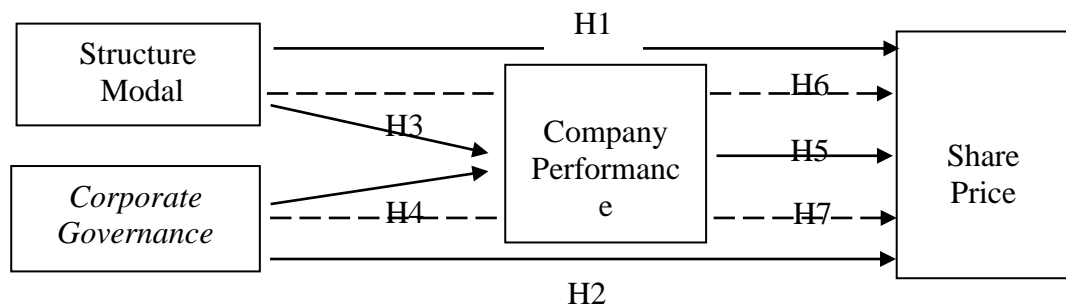 H1
Structure
Modal
H6
H3
Company
Performanc
e
H5
Share
Price
Corporate
Governance
H4
H7
H2